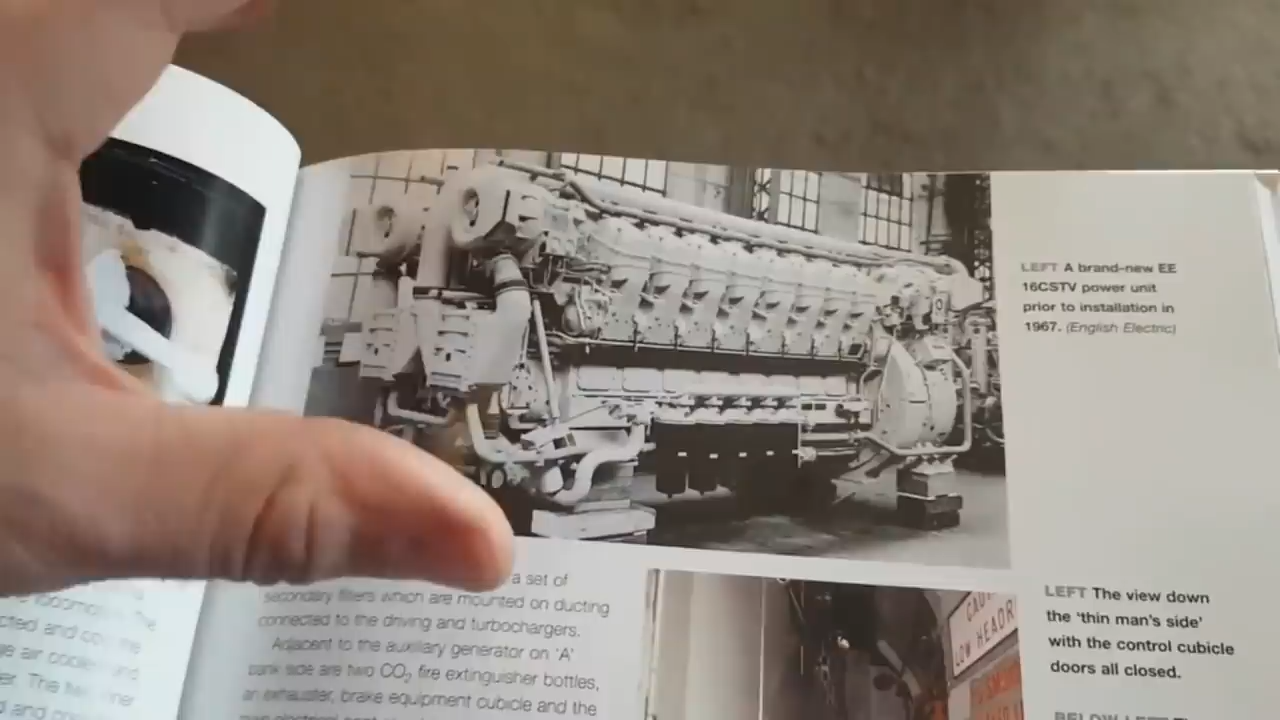 LEFT A brand-new EE
16CSTV power unit
prior to installation in
1967. (English Electric)
a set of
secondary filters which are mounted on ducting
connected to the driving and turbochargers.
Adjacent to the auxiliary generator on 'A'
bank side are two CO2 fire extinguisher bottles,
an exhauster, brake equipment cubicle and the
LOW HEADR
LEFT The view down
the 'thin man's side'
with the control cubicle
doors all closed.